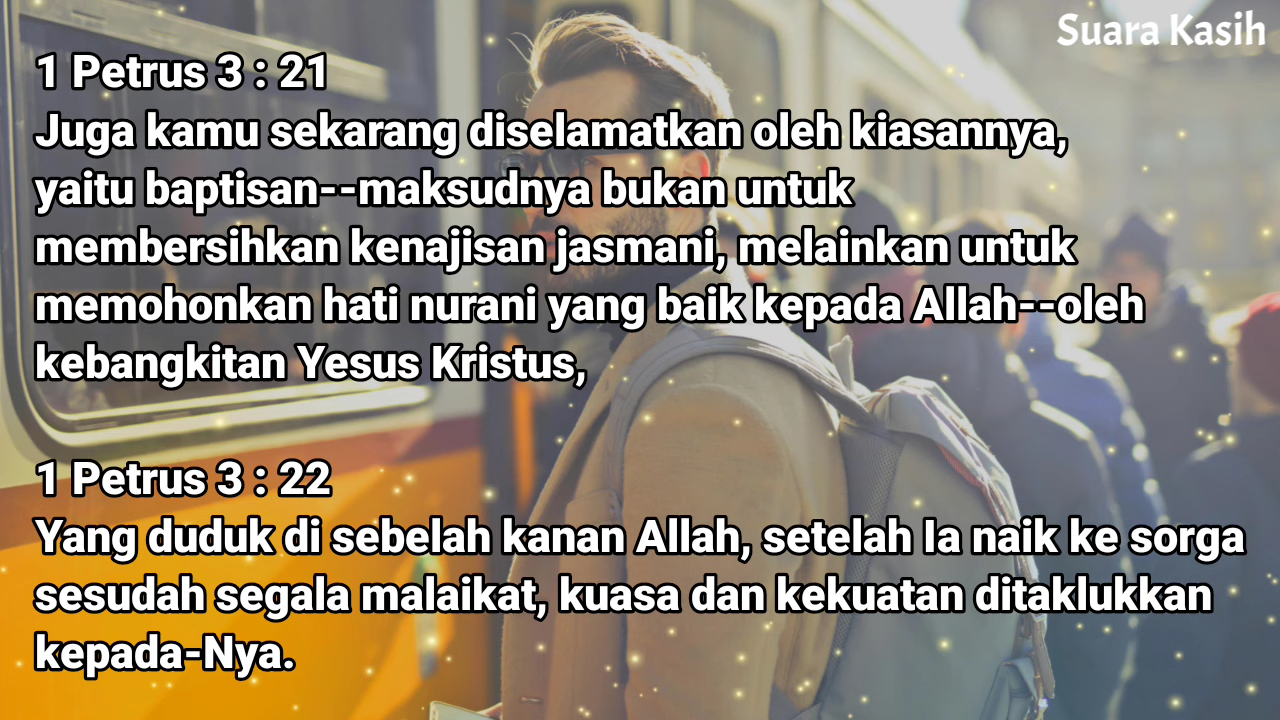 Suara Kasih
1 Petrus 3 : 21
Juga kamu sekarang diselamatkan oleh kiasannya,
yaitu baptisan--maksudnya bukan untuk
membersihkan kenajisan jasmani, melainkan untuk
memohonkan hati nurani yang baik kepada Allah--oleh
kebangkitan Yesus Kristus,
1 Petrus 3 : 22
Yang duduk di sebelah kanan Allah, setelah Ia naik ke sorga
sesudah segala malaikat, kuasa dan kekuatan ditaklukkan
kepada-Nya.